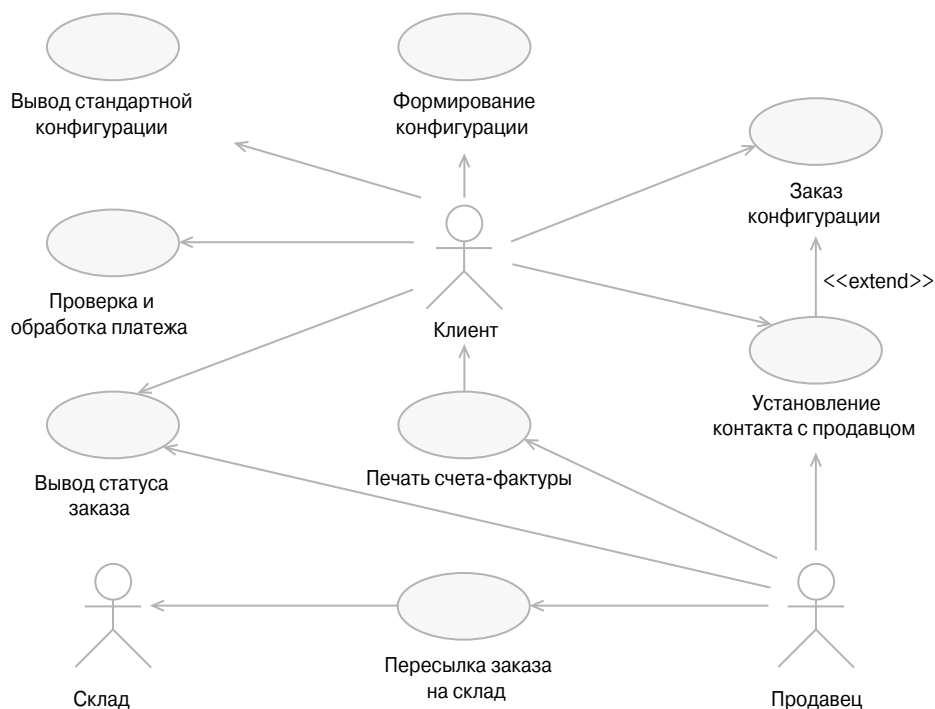 Вывод стандартной
конфигурации
Формирование
конфигурации
Заказ
конфигурации
<<extend>>
Проверка и
обработка платежа
Клиент
Установление
контакта с продавцом
Вывод статуса
заказа
Печать счета-фактуры
Пересылка заказа
на склад
Склад
Продавец